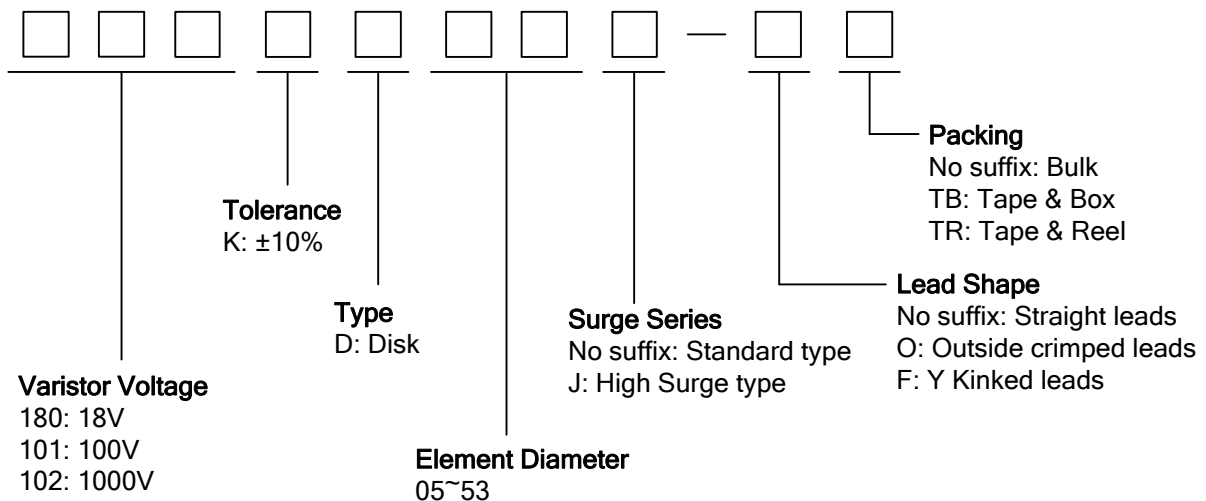 Packing
No suffix: Bulk
TB: Tape & Box
TR: Tape & Reel
Tolerance
K: ±10%
Lead Shape
No suffix: Straight leads
O: Outside crimped leads
F: Y Kinked leads
Type
D: Disk
Surge Series
No suffix: Standard type
J: High Surge type
Varistor Voltage
180: 18V
101: 100V
102: 1000V
Element Diameter
05~53